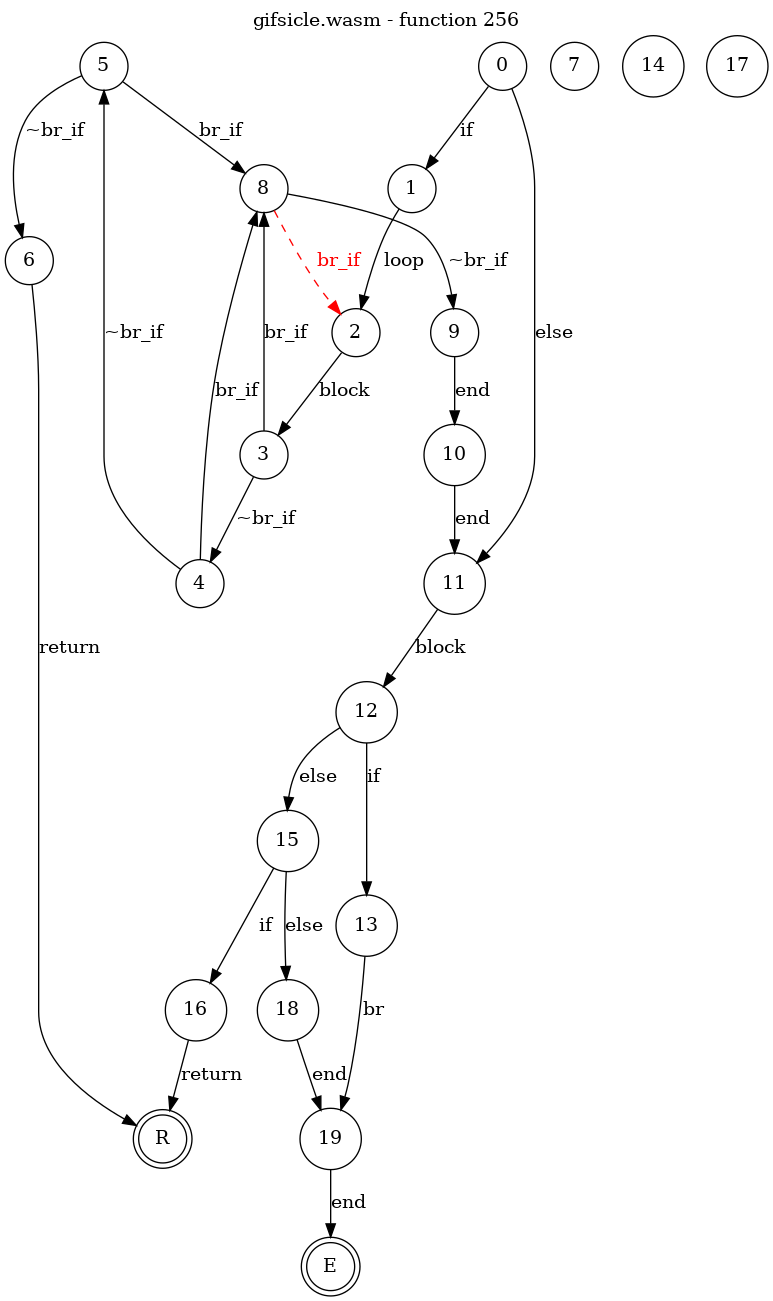 gifsicle.wasm - function 256
5 0 7 14 17
~br_if br_if if
8 1
6 br_if loop ~br_if
~br_if br_if 2 9 else
br_if block end
3 10
~br_if end
4 11
return block
12
else if
15
if else 13
16 18 br
return end
R 19
end
E